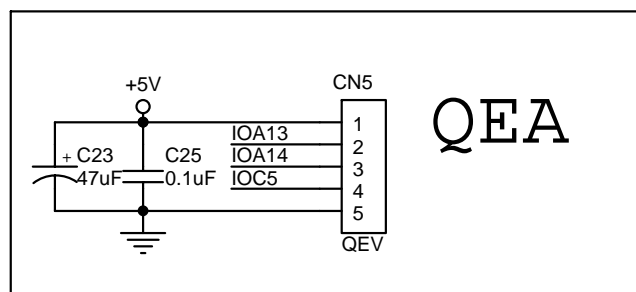 +5V
CN5
QEA
1
IOA13
2
IOA14
3
IOC5
4
5
+ C23
47uF
C25
0.1uF
QEV